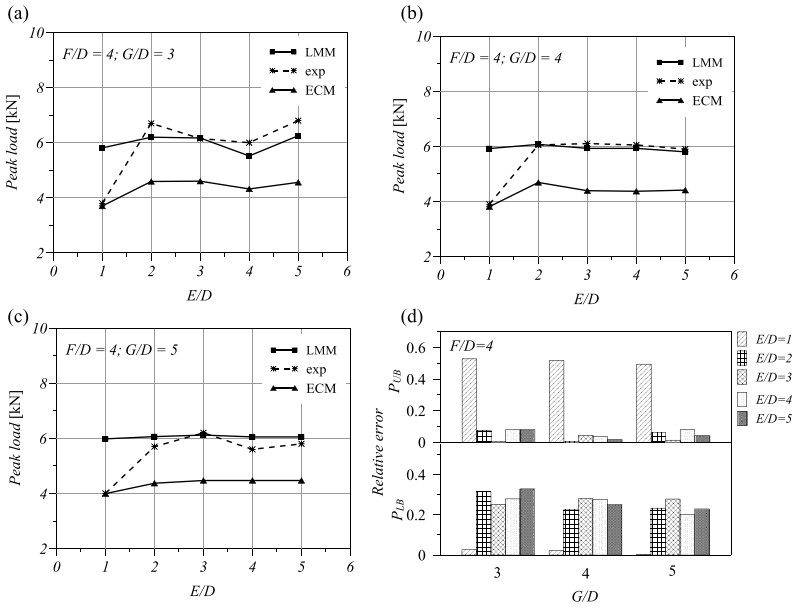 (a)
F/D = 4; G/D = 3
LMM
exp
ECM
Peak load [kN]
10
8
6
4
2
0 1 2 3 4 5 6
E/D
(b)
F/D = 4; G/D = 4
LMM
exp
ECM
Peak load [kN]
10
8
6
4
2
0 1 2 3 4 5 6
E/D
(c)
F/D = 4; G/D = 5
LMM
exp
ECM
Peak load [kN]
10
8
6
4
2
0 1 2 3 4 5 6
E/D
(d)
F/D=4
E/D=1
E/D=2
E/D=3
E/D=4
E/D=5
Relative error
P_UB
0.6
0.4
0.2
0
P_LB
0.4
0.2
0
3 4 5
G/D